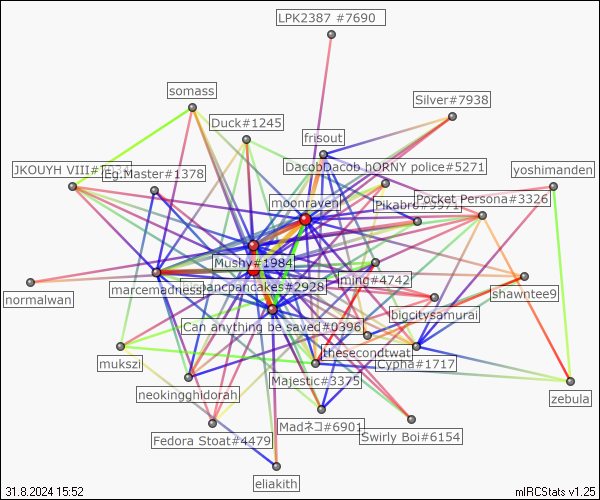 LPK2387 #7690
somass
Silver#7938
Duck#1245
frisout
DacobDacob hORNY police#5271
JKOUYH VIII#
Eg.Master#1378
yoshimanden
moonraven
Pocket Persona#3326
Mushy#1984
ming#4742
pancpancakes#2928
marcemadness
shawntee9
normalwan
bigcitysamurai
Can anything be saved#0396
thesecondtwat
mukszi
Cypha#1717
Majestic#3375
neokingghidorah
zebula
Madネコ#6901
Swirly Boi#6154
Fedora Stoat#4479
eliakith
31.8.2024 15:52
mIRCStats v1.25